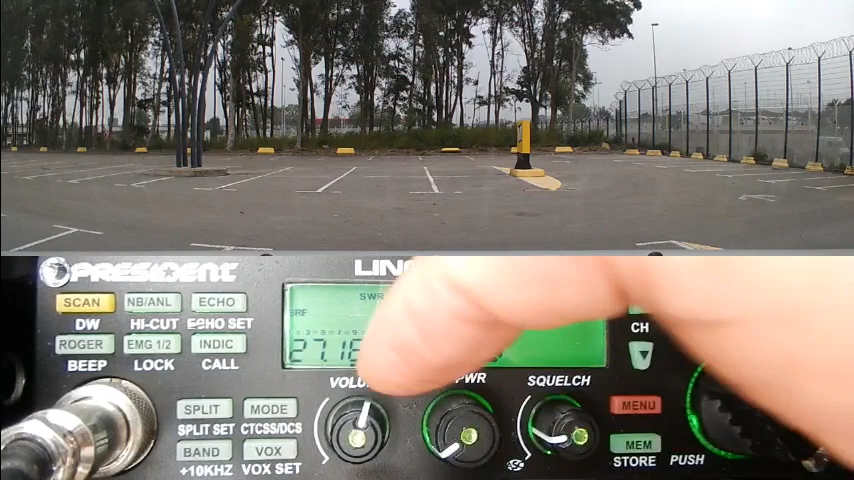 PRESIDENT
LIN
SCAN NB/ANL ECHO
DW HI-CUT ECHO SET
ROGER EMG 1/2 INDIC
BEEP LOCK CALL
SWR
27.1
CH
VOLU PWR SQUELCH
SPLIT MODE
SPLIT SET CTCSS/DCS
BAND VOX
+10KHZ VOX SET
ASC
MENU
MEM
STORE PUSH